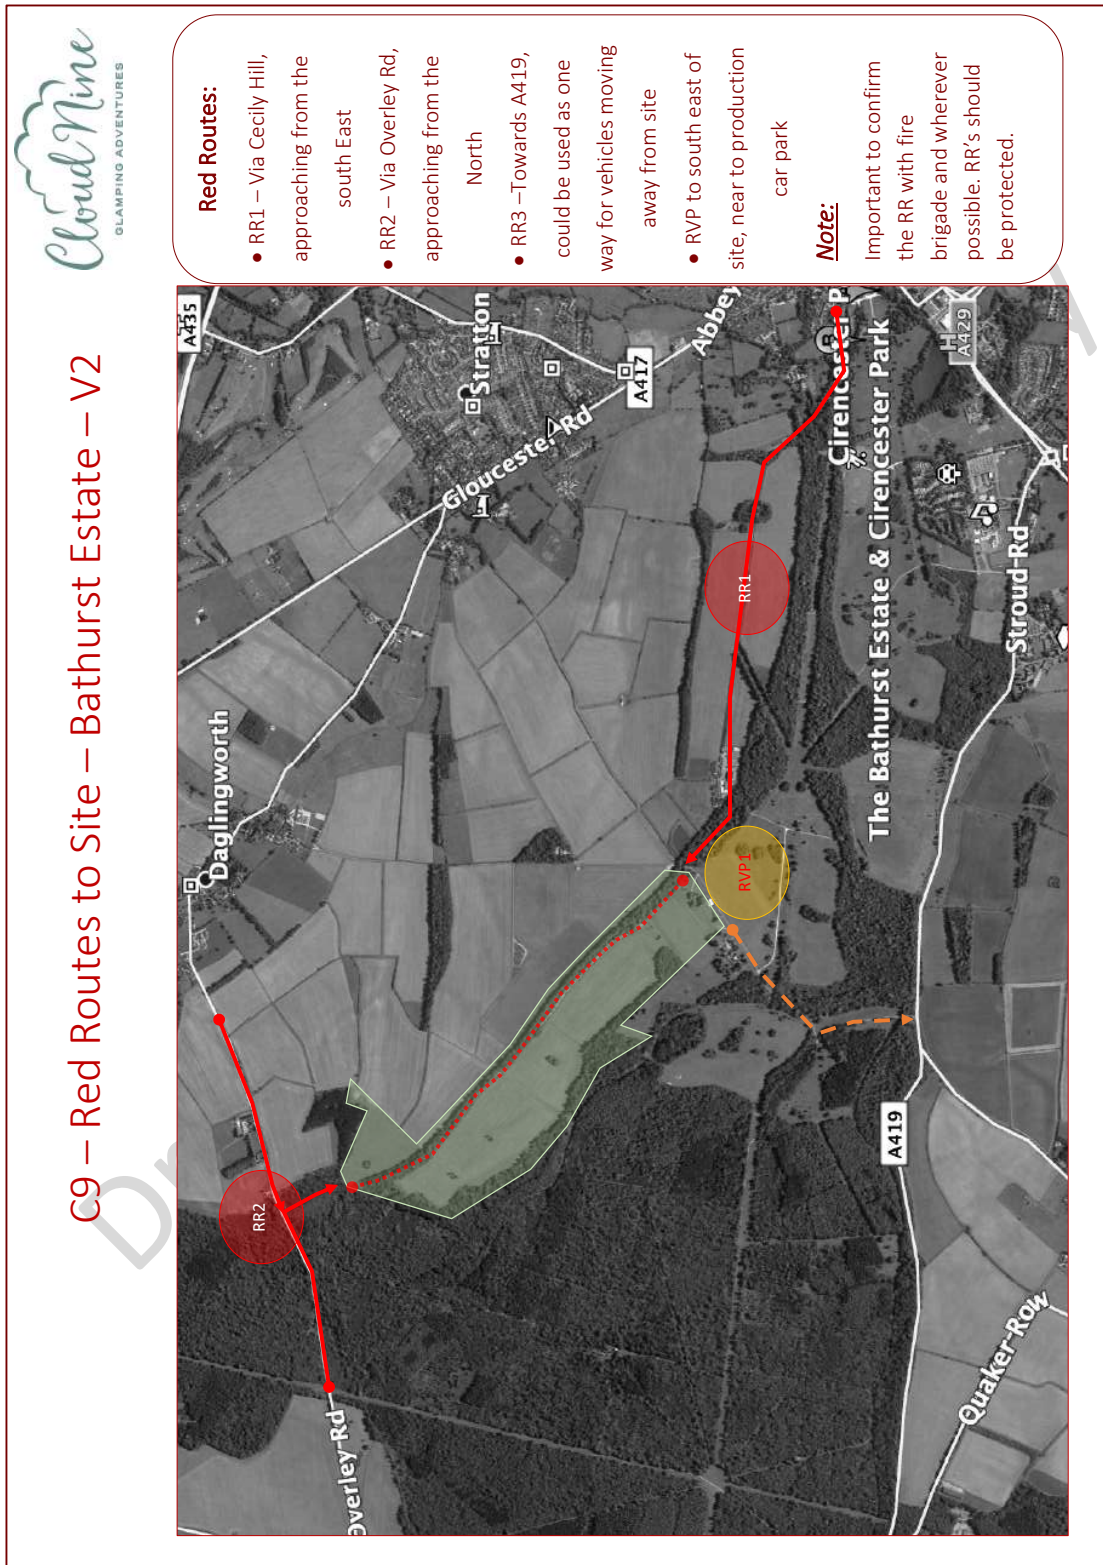 C9 – Red Routes to Site – Bathurst Estate – V2
Cloud Nine
GLAMPING ADVENTURES
Red Routes:
• RR1 – Via Cecily Hill,
approaching from the
south East
• RR2 – Via Overley Rd,
approaching from the
North
• RR3 –Towards A419,
could be used as one
way for vehicles moving
away from site
• RVP to south east of
site, near to production
car park
Note:
Important to confirm
the RR with fire
brigade and wherever
possible. RR's should
be protected.
A435
Daglingworth
Stratton
Gloucester Rd
A417
Abbey
RR2
Overley-Rd
RR1
RVP1
Cirencester P
The Bathurst Estate & Cirencester Park
A429
Stroud-Rd
A419
Quaker-Row